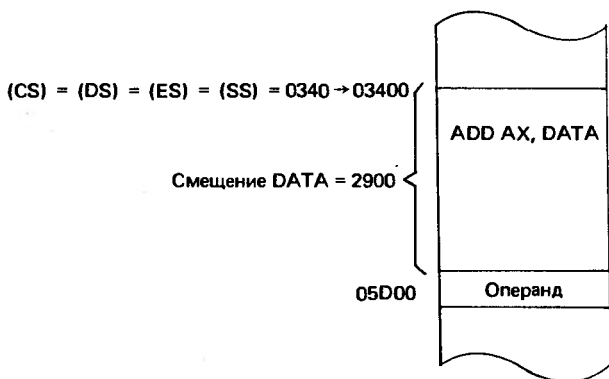 (CS) = (DS) = (ES) = (SS) = 0340 → 03400
ADD AX, DATA
Смещение DATA = 2900
05D00
Операнд